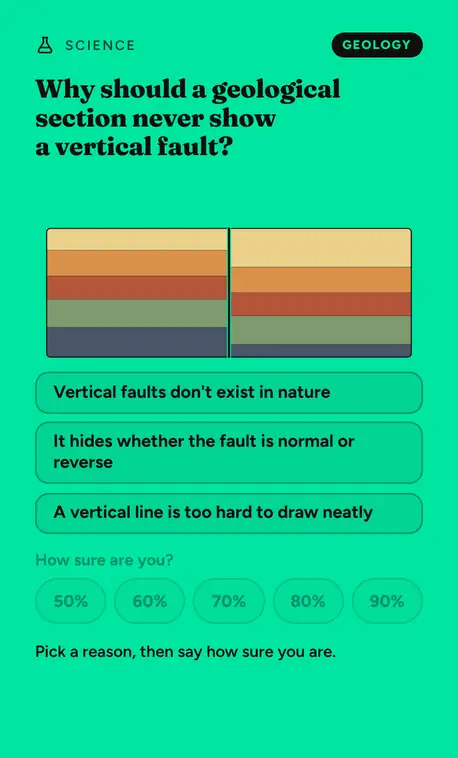 SCIENCE
GEOLOGY
Why should a geological
section never show
a vertical fault?
Vertical faults don't exist in nature
It hides whether the fault is normal or
reverse
A vertical line is too hard to draw neatly
How sure are you?
50% 60% 70% 80% 90%
Pick a reason, then say how sure you are.